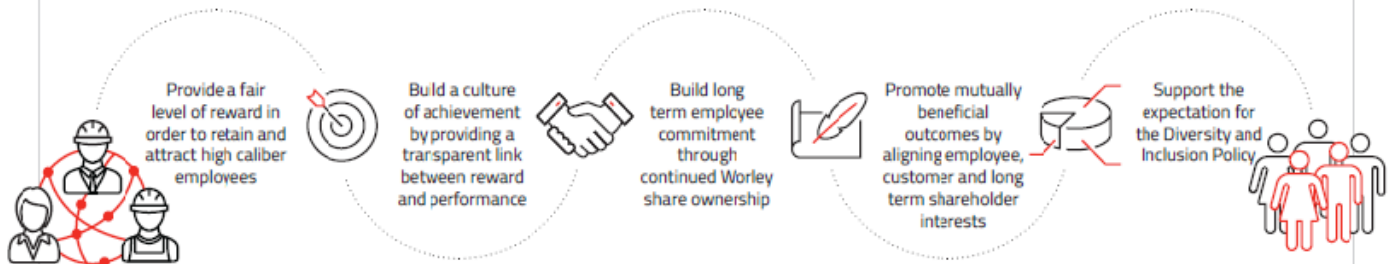 Provide a fair
level of reward in
order to retain and
attract high caliber
employees
Build a culture
of achievement
by providing a
transparent link
between reward
and performance
Build long
term employee
commitment
through
continued Worley
share ownership
Promote mutually
beneficial
outcomes by
aligning employee,
customer and long
term shareholder
interests
Support the
expectation for
the Diversity and
Inclusion Policy